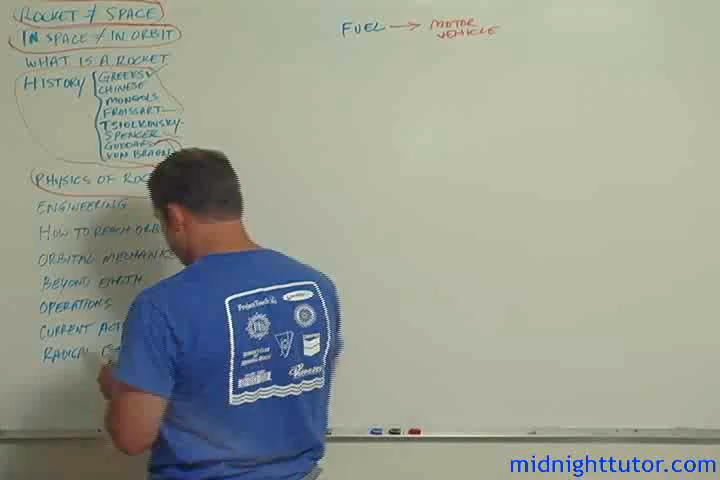 ROCKET ≠ SPACE
IN SPACE ≠ IN ORBIT
WHAT IS A ROCKET
HISTORY
GREEKS
CHINESE
MONGOLS
FROISSART
TSIOLKINSKY
SPENCER
GODDARD
VON BRAUN
PHYSICS OF ROC
ENGINEERING
HOW TO REACH ORB
ORBITAL MECHANICS
BEYOND EARTH
OPERATIONS
CURRENT ACT
RADICAL
FUEL → MOTOR
VEHICLE
midnighttutor.com